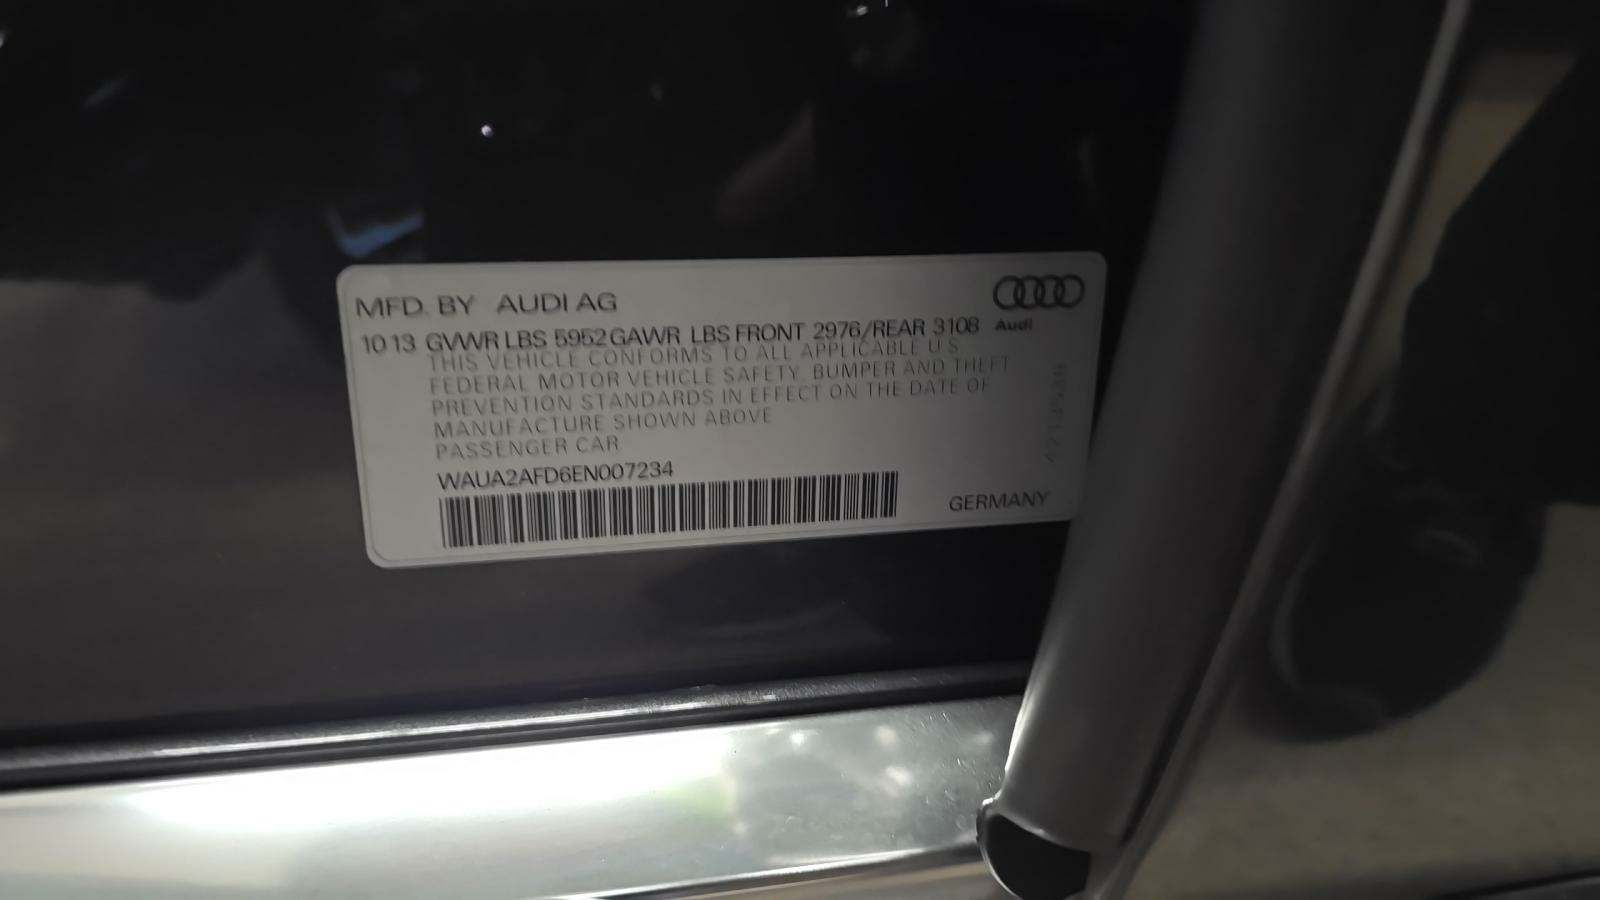 MFD. BY AUDI AG
10 13 GVWR LBS 5952 GAWR LBS FRONT 2976/REAR 3108
Audi
THIS VEHICLE CONFORMS TO ALL APPLICABLE U.S.
FEDERAL MOTOR VEHICLE SAFETY, BUMPER AND THEFT
PREVENTION STANDARDS IN EFFECT ON THE DATE OF
MANUFACTURE SHOWN ABOVE
PASSENGER CAR
WAUA2AFD6EN007234
GERMANY